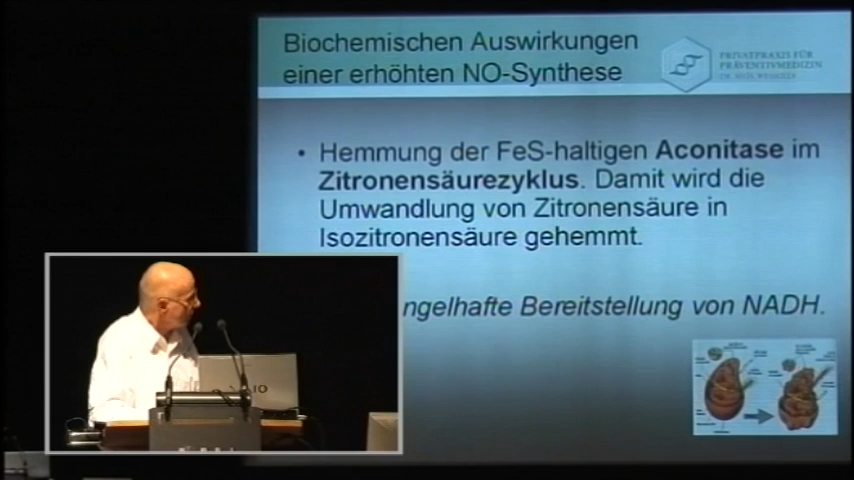 Biochemischen Auswirkungen
einer erhöhten NO-Synthese
PRIVATPRAXIS FÜR
PRÄVENTIVMEDIZIN
• Hemmung der FeS-haltigen Aconitase im
Zitronensäurezyklus. Damit wird die
Umwandlung von Zitronensäure in
Isozitronensäure gehemmt.
ngelhafte Bereitstellung von NADH.